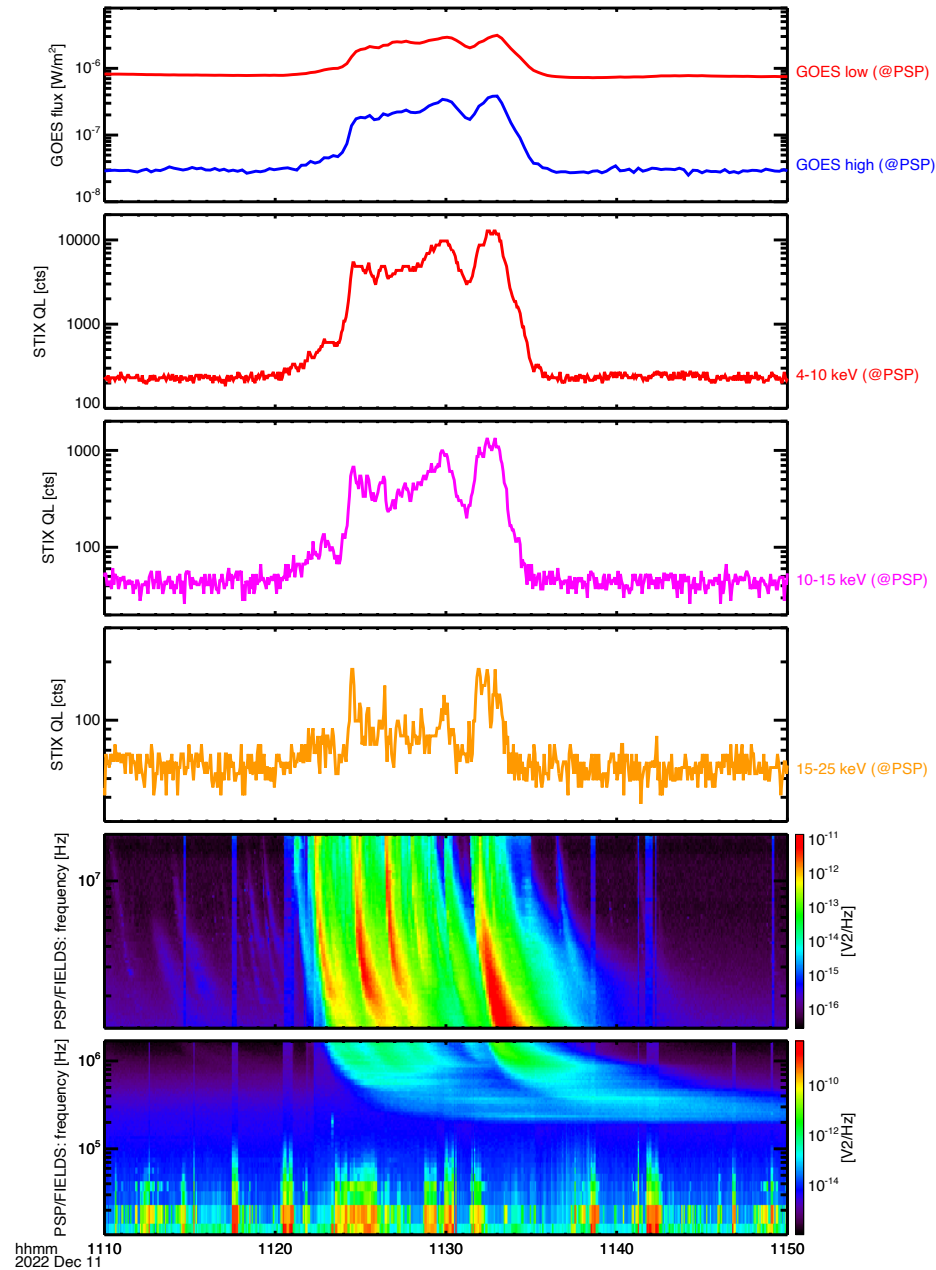 GOES flux [W/m²]
10⁻⁶
10⁻⁷
10⁻⁸
GOES low (@PSP)
GOES high (@PSP)
STIX QL [cts]
10000
1000
100
4-10 keV (@PSP)
STIX QL [cts]
1000
100
10-15 keV (@PSP)
STIX QL [cts]
100
15-25 keV (@PSP)
PSP/FIELDS: frequency [Hz]
10⁷
10⁻¹¹
10⁻¹²
10⁻¹³
10⁻¹⁴
10⁻¹⁵
10⁻¹⁶
[V2/Hz]
PSP/FIELDS: frequency [Hz]
10⁶
10⁵
10⁻¹⁰
10⁻¹²
10⁻¹⁴
[V2/Hz]
hhmm 1110 1120 1130 1140 1150
2022 Dec 11